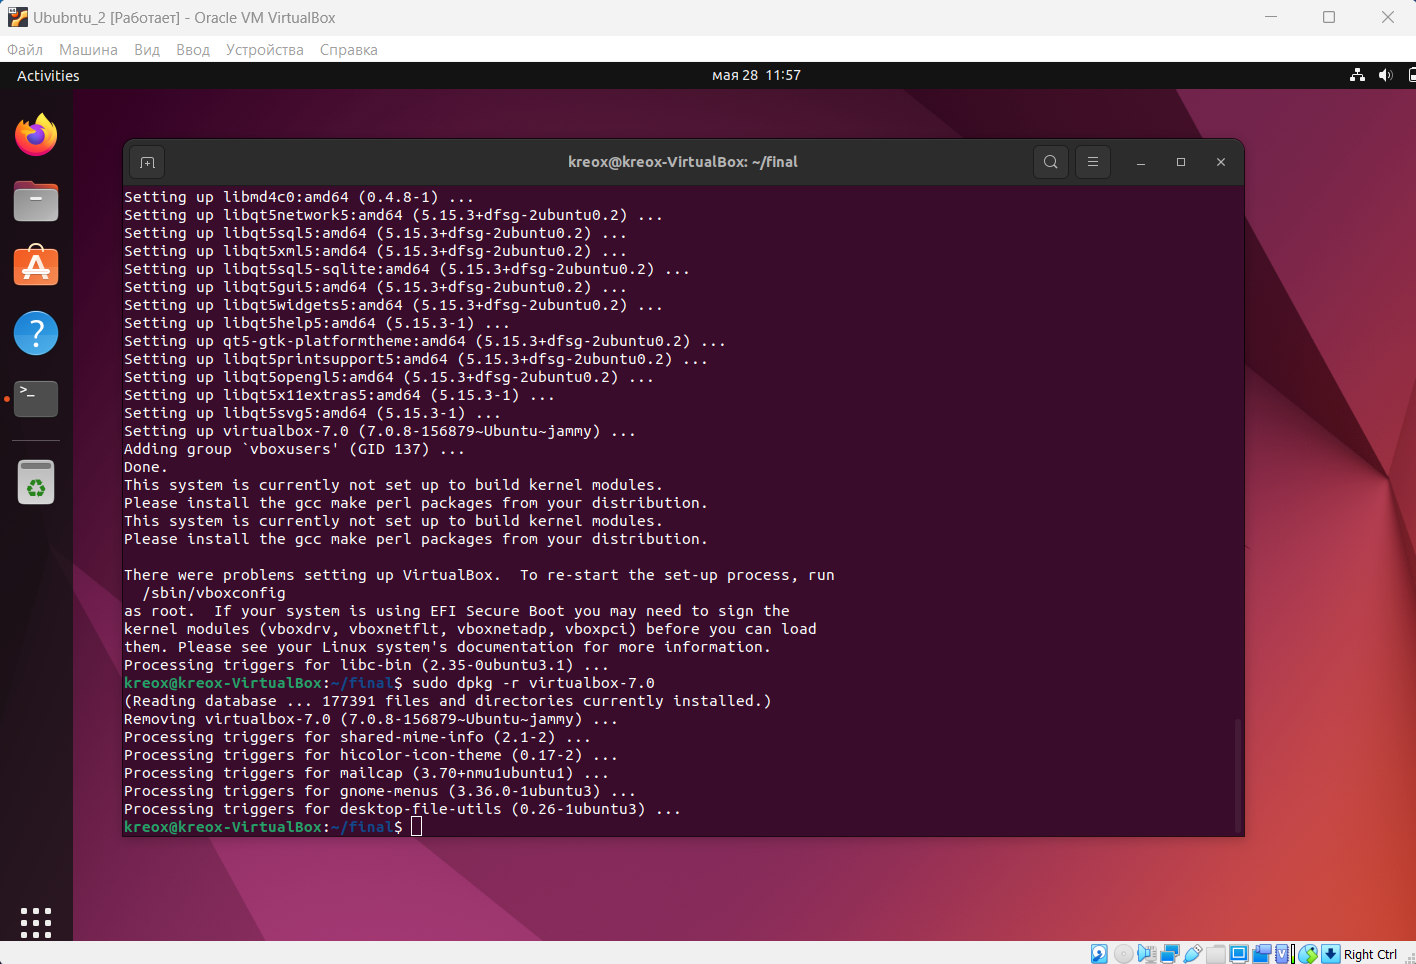 Ububntu_2 [Работает] - Oracle VM VirtualBox
Файл Машина Вид Ввод Устройства Справка
Activities
мая 28 11:57
kreox@kreox-VirtualBox: ~/final
Setting up libmd4c0:amd64 (0.4.8-1) ...
Setting up libqt5network5:amd64 (5.15.3+dfsg-2ubuntu0.2) ...
Setting up libqt5sql5:amd64 (5.15.3+dfsg-2ubuntu0.2) ...
Setting up libqt5xml5:amd64 (5.15.3+dfsg-2ubuntu0.2) ...
Setting up libqt5sql5-sqlite:amd64 (5.15.3+dfsg-2ubuntu0.2) ...
Setting up libqt5gui5:amd64 (5.15.3+dfsg-2ubuntu0.2) ...
Setting up libqt5widgets5:amd64 (5.15.3+dfsg-2ubuntu0.2) ...
Setting up libqt5help5:amd64 (5.15.3-1) ...
Setting up qt5-gtk-platformtheme:amd64 (5.15.3+dfsg-2ubuntu0.2) ...
Setting up libqt5printsupport5:amd64 (5.15.3+dfsg-2ubuntu0.2) ...
Setting up libqt5opengl5:amd64 (5.15.3+dfsg-2ubuntu0.2) ...
Setting up libqt5x11extras5:amd64 (5.15.3-1) ...
Setting up libqt5svg5:amd64 (5.15.3-1) ...
Setting up virtualbox-7.0 (7.0.8-156879~Ubuntu~jammy) ...
Adding group `vboxusers' (GID 137) ...
Done.
This system is currently not set up to build kernel modules.
Please install the gcc make perl packages from your distribution.
This system is currently not set up to build kernel modules.
Please install the gcc make perl packages from your distribution.

There were problems setting up VirtualBox.  To re-start the set-up process, run
  /sbin/vboxconfig
as root.  If your system is using EFI Secure Boot you may need to sign the
kernel modules (vboxdrv, vboxnetflt, vboxnetadp, vboxpci) before you can load
them. Please see your Linux system's documentation for more information.
Processing triggers for libc-bin (2.35-0ubuntu3.1) ...
kreox@kreox-VirtualBox:~/final$ sudo dpkg -r virtualbox-7.0
(Reading database ... 177391 files and directories currently installed.)
Removing virtualbox-7.0 (7.0.8-156879~Ubuntu~jammy) ...
Processing triggers for shared-mime-info (2.1-2) ...
Processing triggers for hicolor-icon-theme (0.17-2) ...
Processing triggers for mailcap (3.70+nmu1ubuntu1) ...
Processing triggers for gnome-menus (3.36.0-1ubuntu3) ...
Processing triggers for desktop-file-utils (0.26-1ubuntu3) ...
kreox@kreox-VirtualBox:~/final$
Right Ctrl